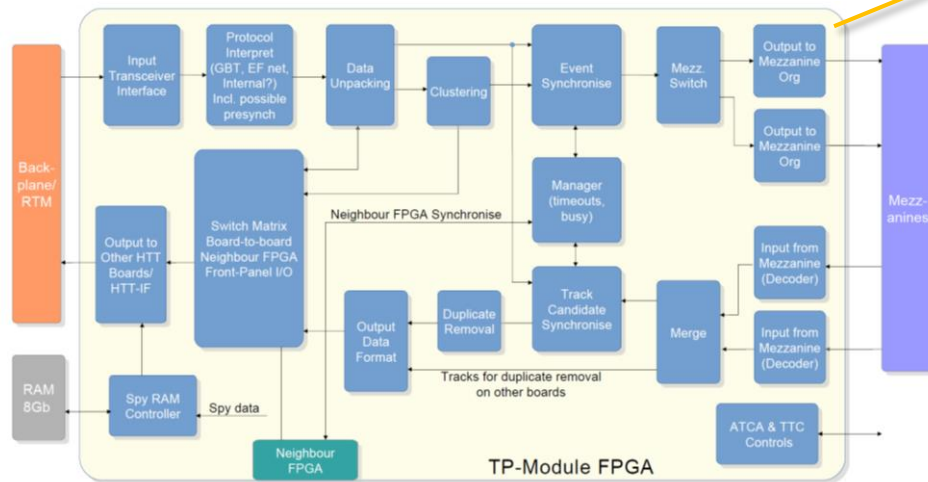 Input
Transceiver
Interface
Protocol
Interpret
(GBT, EF net,
Internal?)
Incl. possible
presynch
Data
Unpacking
Clustering
Event
Synchronise
Mezz.
Switch
Output to
Mezzanine
Org
Output to
Mezzanine
Org
Back-
plane/
RTM
Mezz-
anines
Manager
(timeouts,
busy)
Neighbour FPGA Synchronise
Switch Matrix
Board-to-board
Neighbour FPGA
Front-Panel I/O
Output to
Other HTT
Boards/
HTT-IF
Input from
Mezzanine
(Decoder)
Track
Candidate
Synchronise
Duplicate
Removal
Output
Data
Format
Merge
Input from
Mezzanine
(Decoder)
Tracks for duplicate removal
on other boards
RAM
8Gb
Spy RAM
Controller
Spy data
ATCA & TTC
Controls
Neighbour
FPGA
TP-Module FPGA